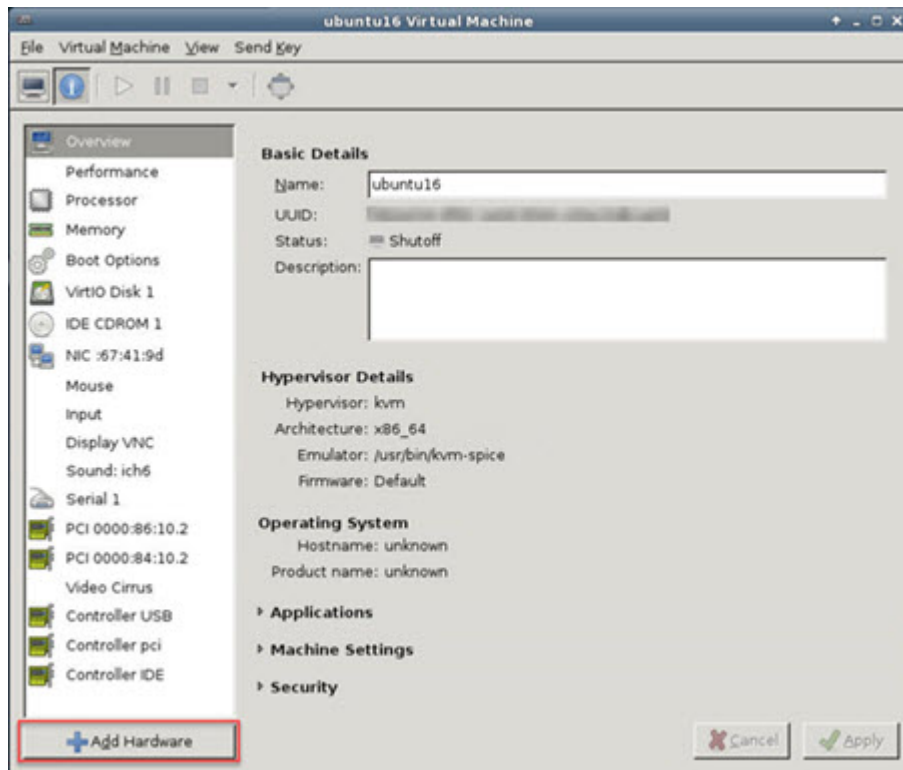 ubuntu16 Virtual Machine
File Virtual Machine View Send Key
Overview
Performance
Processor
Memory
Boot Options
VirtIO Disk 1
IDE CDROM 1
NIC :67:41:9d
Mouse
Input
Display VNC
Sound: ich6
Serial 1
PCI 0000:86:10.2
PCI 0000:84:10.2
Video Cirrus
Controller USB
Controller pci
Controller IDE
Add Hardware
Basic Details
Name: ubuntu16
UUID:
Status: Shutoff
Description:
Hypervisor Details
Hypervisor: kvm
Architecture: x86_64
Emulator: /usr/bin/kvm-spice
Firmware: Default
Operating System
Hostname: unknown
Product name: unknown
Applications
Machine Settings
Security
Cancel Apply